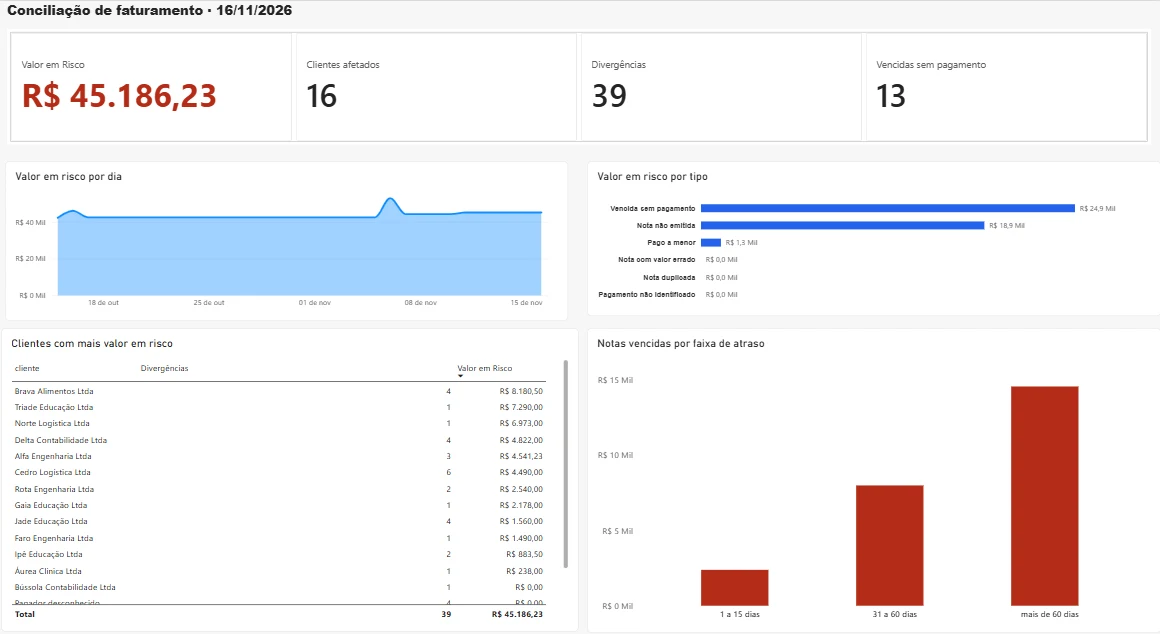 Conciliação de faturamento · 16/11/2026
Valor em Risco
R$ 45.186,23
Clientes afetados
16
Divergências
39
Vencidas sem pagamento
13
Valor em risco por dia
R$ 40 Mil
R$ 20 Mil
R$ 0 Mil
18 de out
25 de out
01 de nov
08 de nov
15 de nov
Valor em risco por tipo
Vencida sem pagamento R$ 24,9 Mil
Nota não emitida R$ 18,9 Mil
Pago a menor R$ 1,3 Mil
Nota com valor errado R$ 0,0 Mil
Nota duplicada R$ 0,0 Mil
Pagamento não identificado R$ 0,0 Mil
Clientes com mais valor em risco
cliente Divergências Valor em Risco
Brava Alimentos Ltda 4 R$ 8.180,50
Triade Educação Ltda 1 R$ 7.290,00
Norte Logística Ltda 1 R$ 6.973,00
Delta Contabilidade Ltda 4 R$ 4.822,00
Alfa Engenharia Ltda 3 R$ 4.541,23
Cedro Logística Ltda 6 R$ 4.490,00
Rota Engenharia Ltda 2 R$ 2.540,00
Gaia Educação Ltda 1 R$ 2.178,00
Jade Educação Ltda 4 R$ 1.560,00
Faro Engenharia Ltda 1 R$ 1.490,00
Ipê Educação Ltda 2 R$ 883,50
Áurea Clínica Ltda 1 R$ 238,00
Bússola Contabilidade Ltda 1 R$ 0,00
Pagador desconhecido 4 R$ 0,00
Total 39 R$ 45.186,23
Notas vencidas por faixa de atraso
R$ 15 Mil
R$ 10 Mil
R$ 5 Mil
R$ 0 Mil
1 a 15 dias
31 a 60 dias
mais de 60 dias